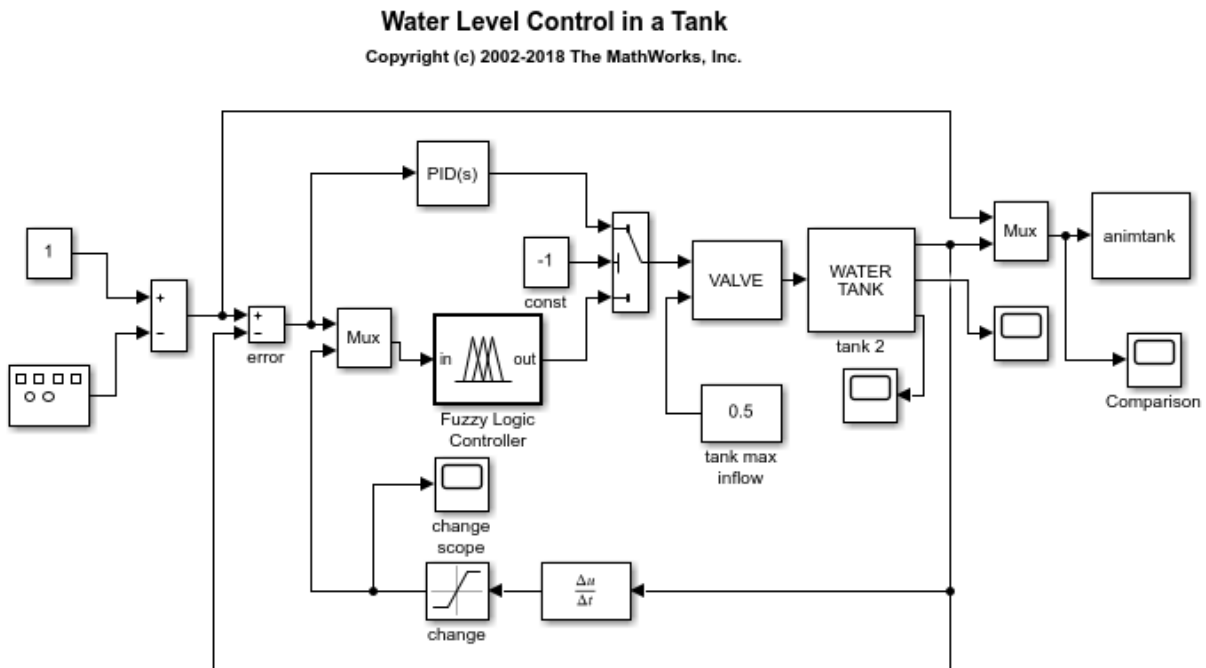 Water Level Control in a Tank
Copyright (c) 2002-2018 The MathWorks, Inc.
PID(s)
1
+
−
+
−
error
Mux
in
out
Fuzzy Logic
Controller
-1
const
VALVE
WATER
TANK
tank 2
Mux
animtank
Comparison
0.5
tank max
inflow
change
scope
change
Δu
Δt